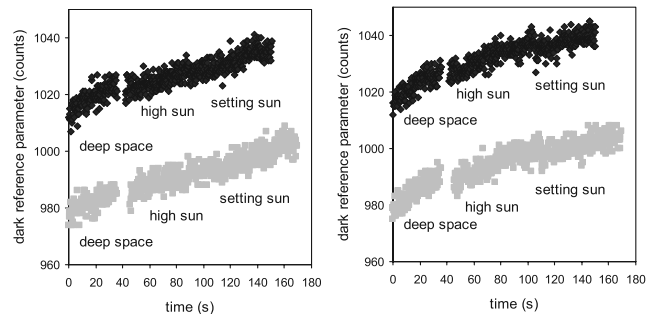 dark reference parameter (counts)
1040
1020
1000
980
960
high sun
setting sun
deep space
setting sun
high sun
deep space
0 20 40 60 80 100 120 140 160 180
time (s)
dark reference parameter (counts)
1040
1020
1000
980
960
setting sun
high sun
deep space
setting sun
high sun
deep space
0 20 40 60 80 100 120 140 160 180
time (s)